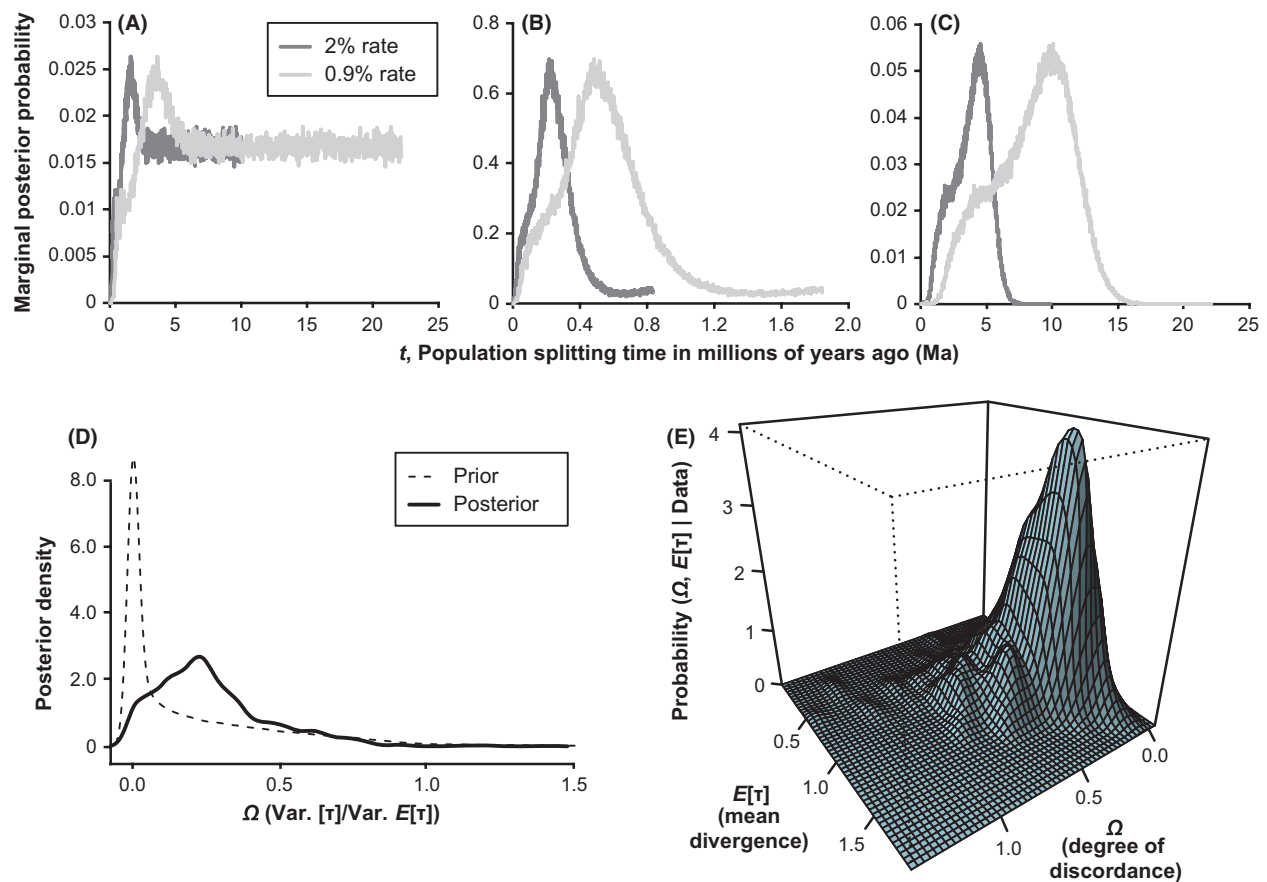 (A)
(B)
(C)
2% rate
0.9% rate
Marginal posterior probability
0.03
0.025
0.02
0.015
0.01
0.005
0
0 5 10 15 20 25
0.8
0.6
0.4
0.2
0
0 0.4 0.8 1.2 1.6 2.0
0.06
0.05
0.04
0.03
0.02
0.01
0
0 5 10 15 20 25
t, Population splitting time in millions of years ago (Ma)
(D)
Prior
Posterior
Posterior density
8.0
6.0
4.0
2.0
0
0.0 0.5 1.0 1.5
Ω (Var. [τ]/Var. E[τ])
(E)
Probability (Ω, E[τ] | Data)
4
3
2
1
0
0.5
1.0
1.5
E[τ]
(mean
divergence)
0.0
0.5
1.0
Ω
(degree of
discordance)